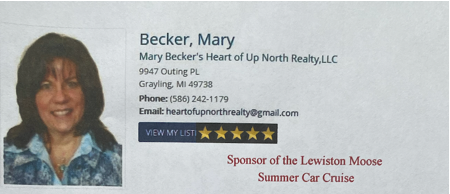 Becker, Mary
Mary Becker's Heart of Up North Realty,LLC
9947 Outing PL
Grayling, MI 49738
Phone: (586) 242-1179
Email: heartofupnorthrealty@gmail.com
VIEW MY LISTI
Sponsor of the Lewiston Moose
Summer Car Cruise